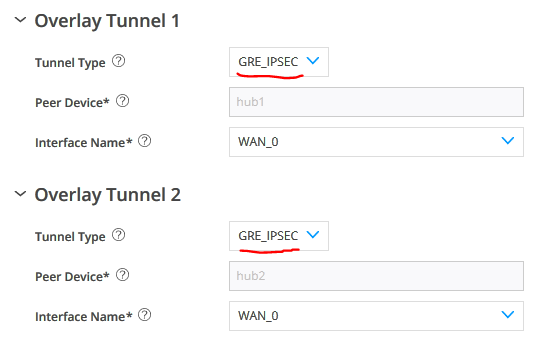 Overlay Tunnel 1
Tunnel Type ? GRE_IPSEC
Peer Device* ? hub1
Interface Name* ? WAN_0
Overlay Tunnel 2
Tunnel Type ? GRE_IPSEC
Peer Device* ? hub2
Interface Name* ? WAN_0